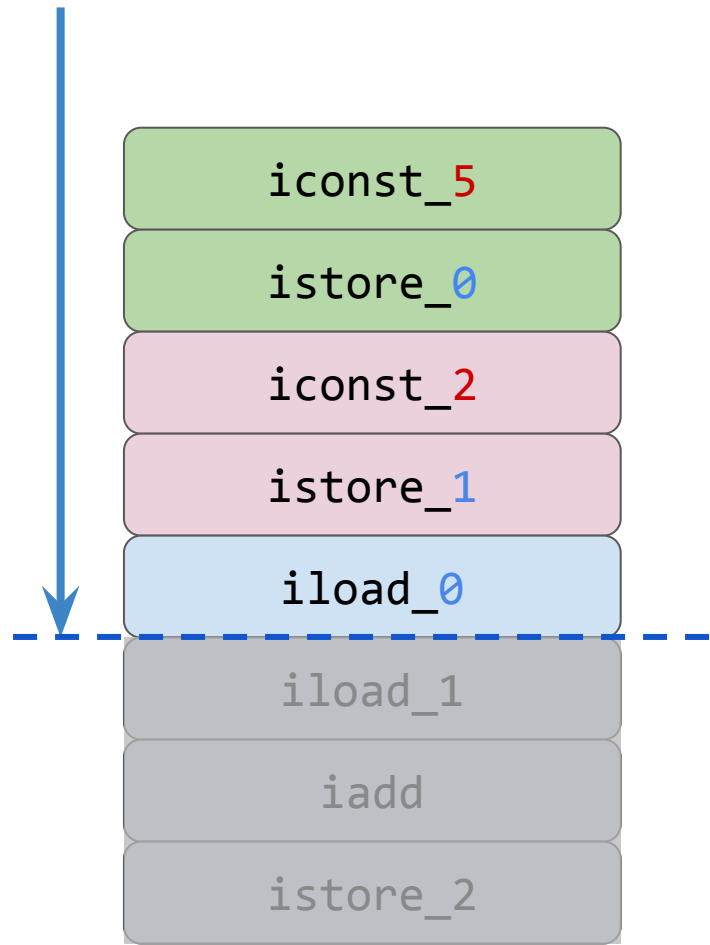 iconst_5
istore_0
iconst_2
istore_1
iload_0
iload_1
iadd
istore_2